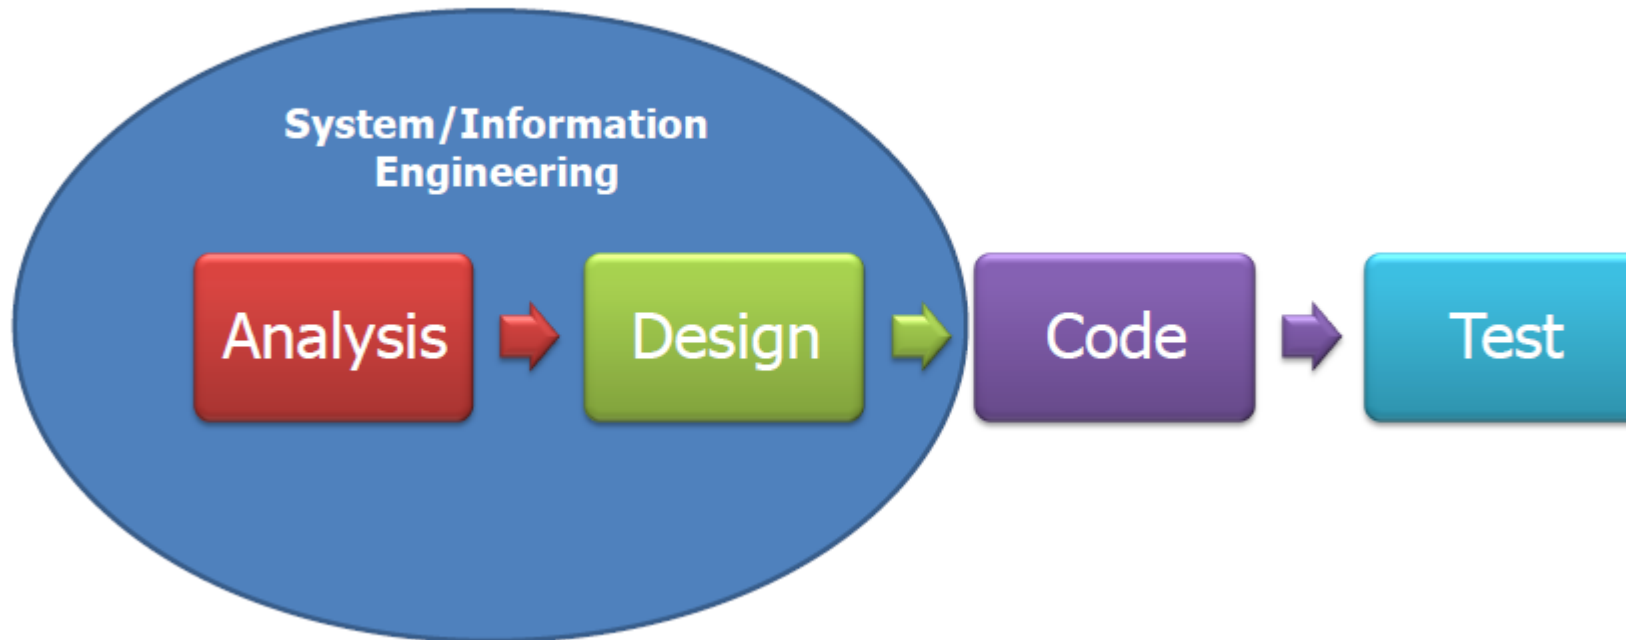 System/Information
Engineering
Analysis
Design
Code
Test